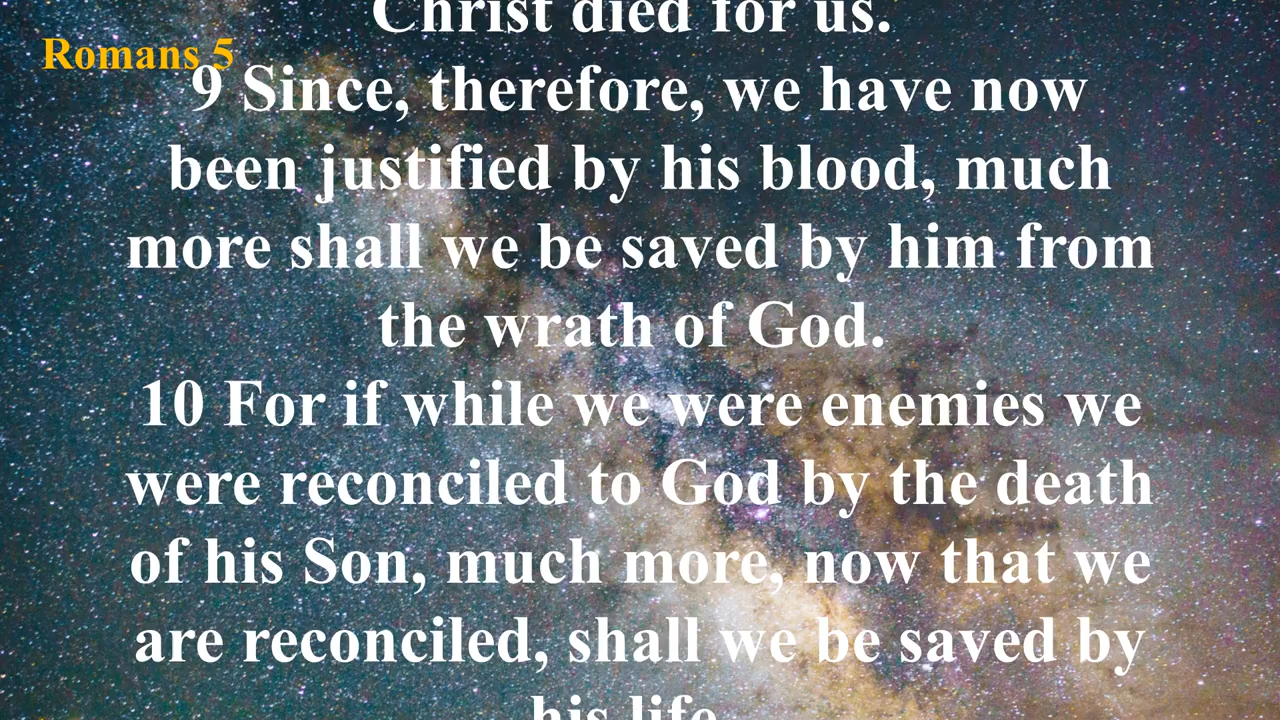 Christ died for us.
Romans 5
9 Since, therefore, we have now
been justified by his blood, much
more shall we be saved by him from
the wrath of God.
10 For if while we were enemies we
were reconciled to God by the death
of his Son, much more, now that we
are reconciled, shall we be saved by
his life